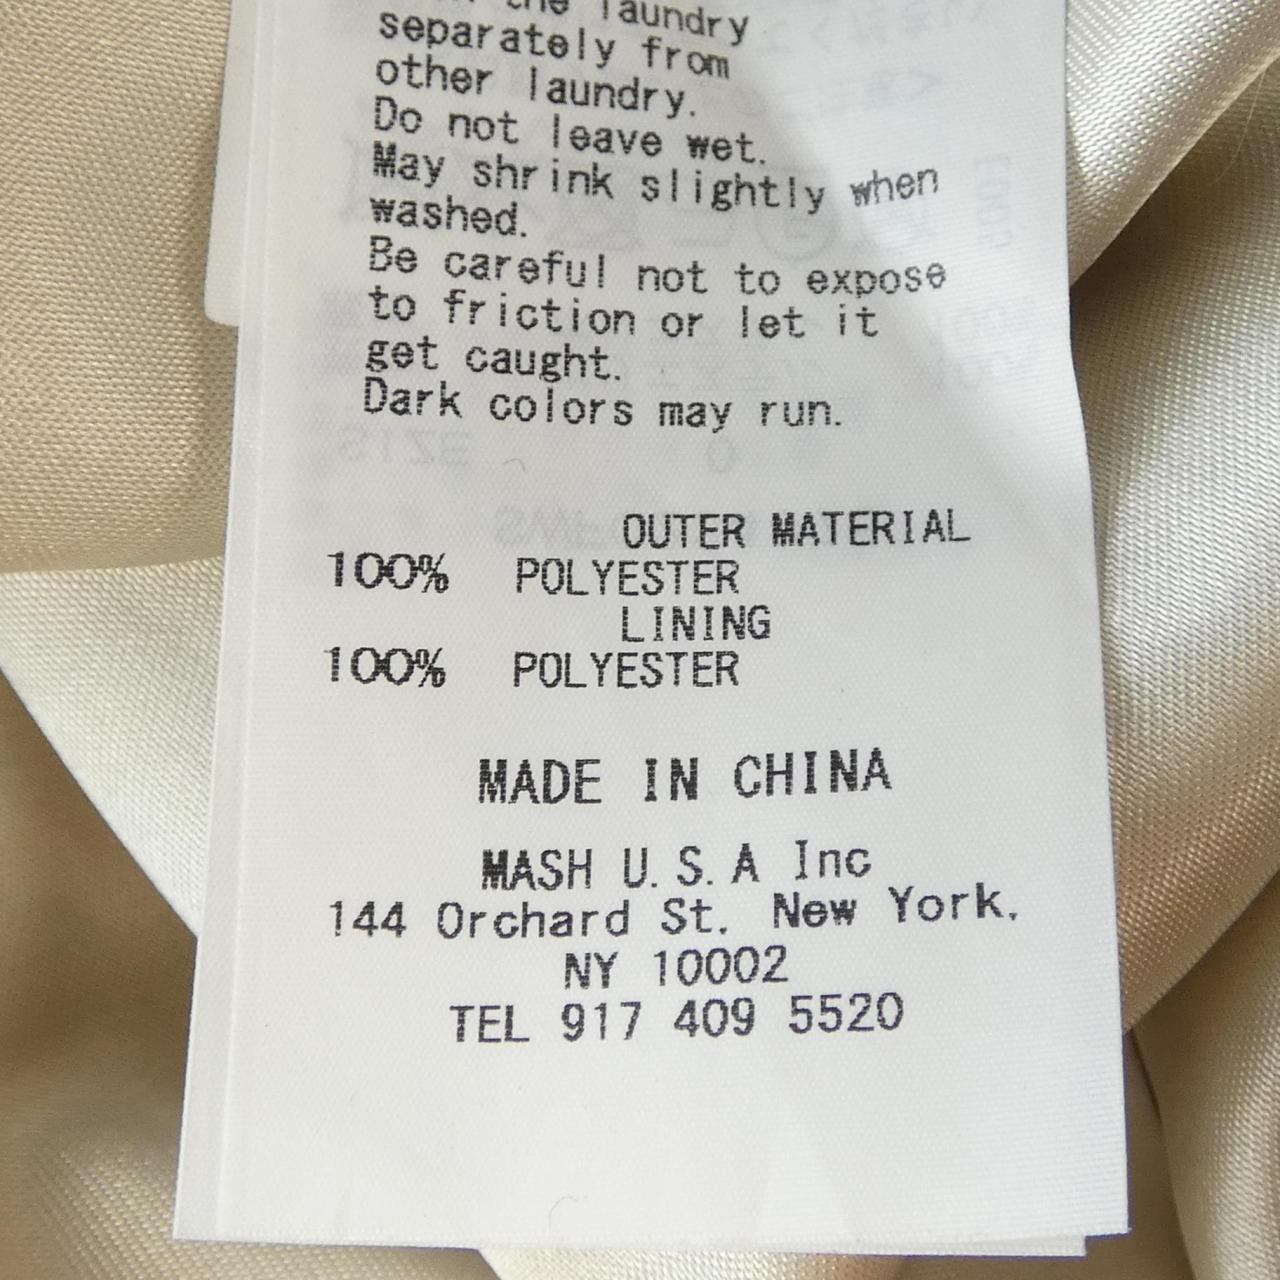 the laundry
separately from
other laundry.
Do not leave wet.
May shrink slightly when
washed.
Be careful not to expose
to friction or let it
get caught.
Dark colors may run.
OUTER MATERIAL
100% POLYESTER
LINING
100% POLYESTER
MADE IN CHINA
MASH U.S.A Inc
144 Orchard St. New York.
NY 10002
TEL 917 409 5520